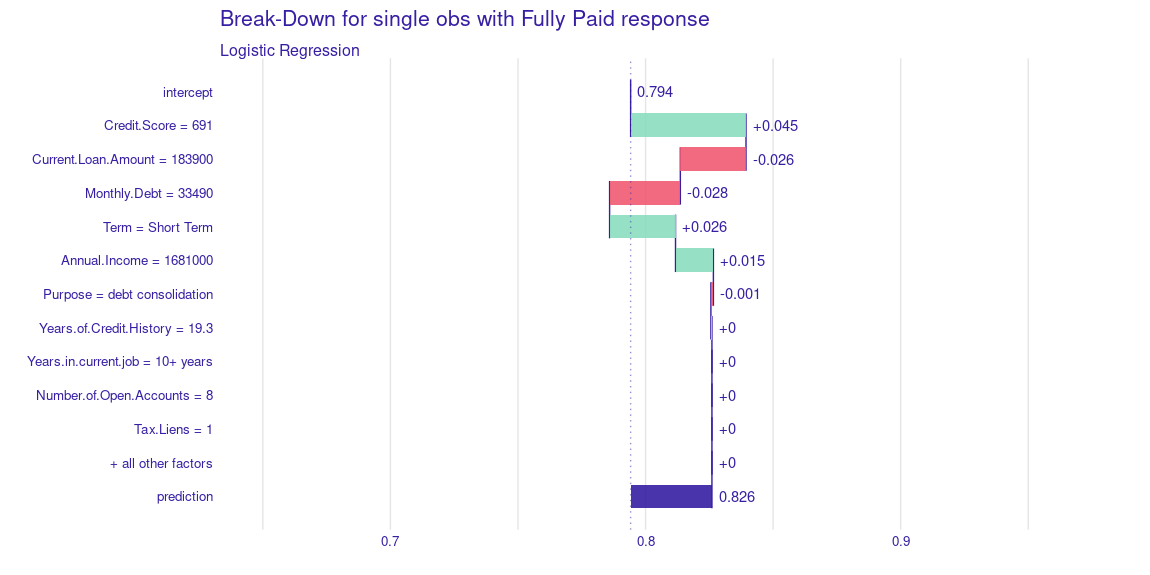 Break-Down for single obs with Fully Paid response
Logistic Regression
intercept 0.794
Credit.Score = 691 +0.045
Current.Loan.Amount = 183900 -0.026
Monthly.Debt = 33490 -0.028
Term = Short Term +0.026
Annual.Income = 1681000 +0.015
Purpose = debt consolidation -0.001
Years.of.Credit.History = 19.3 +0
Years.in.current.job = 10+ years +0
Number.of.Open.Accounts = 8 +0
Tax.Liens = 1 +0
+ all other factors +0
prediction 0.826
0.7 0.8 0.9